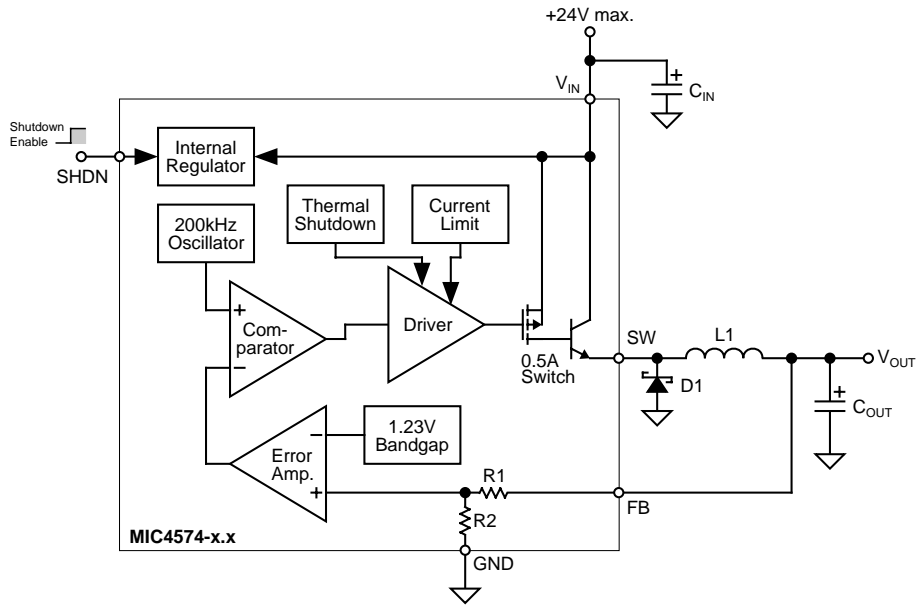 +24V max.
VIN
CIN
Shutdown
Enable
SHDN
Internal
Regulator
Thermal
Shutdown
Current
Limit
200kHz
Oscillator
+
Com-
parator
−
Driver
0.5A
Switch
SW
L1
VOUT
D1
+
COUT
+
1.23V
Bandgap
−
Error
Amp.
+
R1
R2
FB
MIC4574-x.x
GND